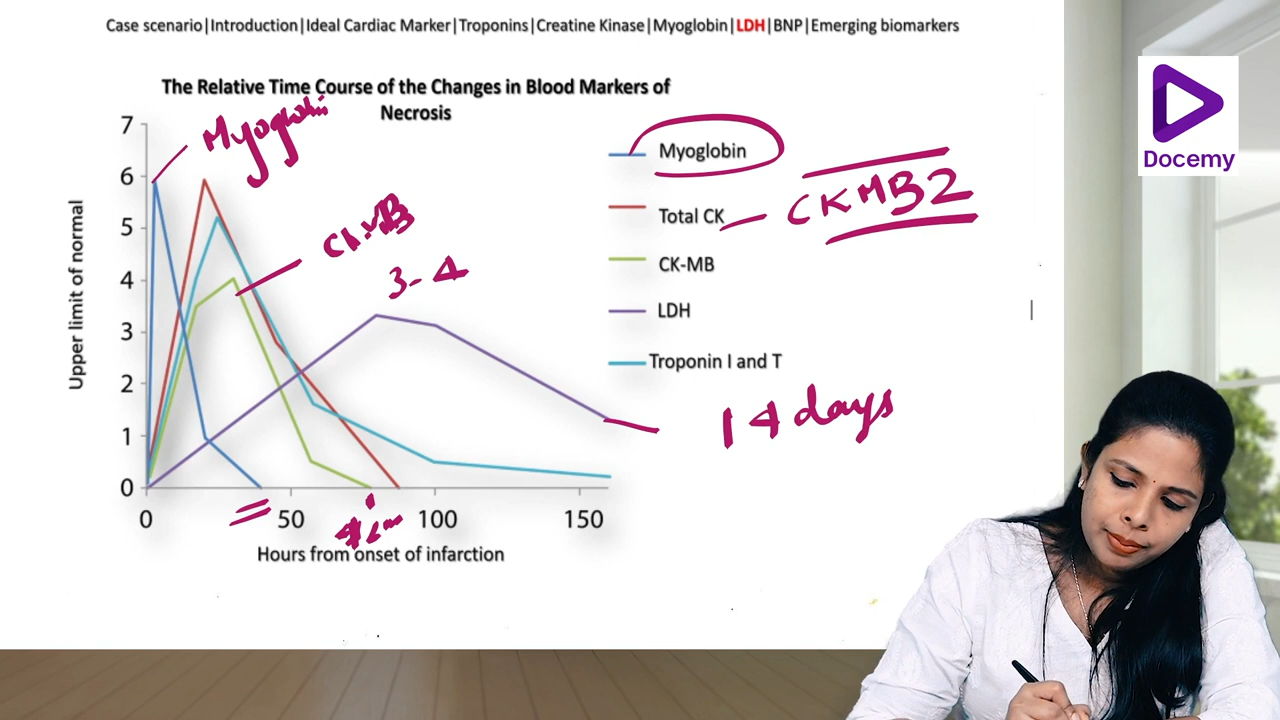 Case scenario|Introduction|Ideal Cardiac Marker|Troponins|Creatine Kinase|Myoglobin|LDH|BNP|Emerging biomarkers
The Relative Time Course of the Changes in Blood Markers of
Necrosis
Docemy
Upper limit of normal
7
6
5
4
3
2
1
0
0 50 100 150
Hours from onset of infarction
Myoglobin
CK-MB
3-4
Myoglobin
Total CK
CKMB2
CK-MB
LDH
Troponin I and T
14 days